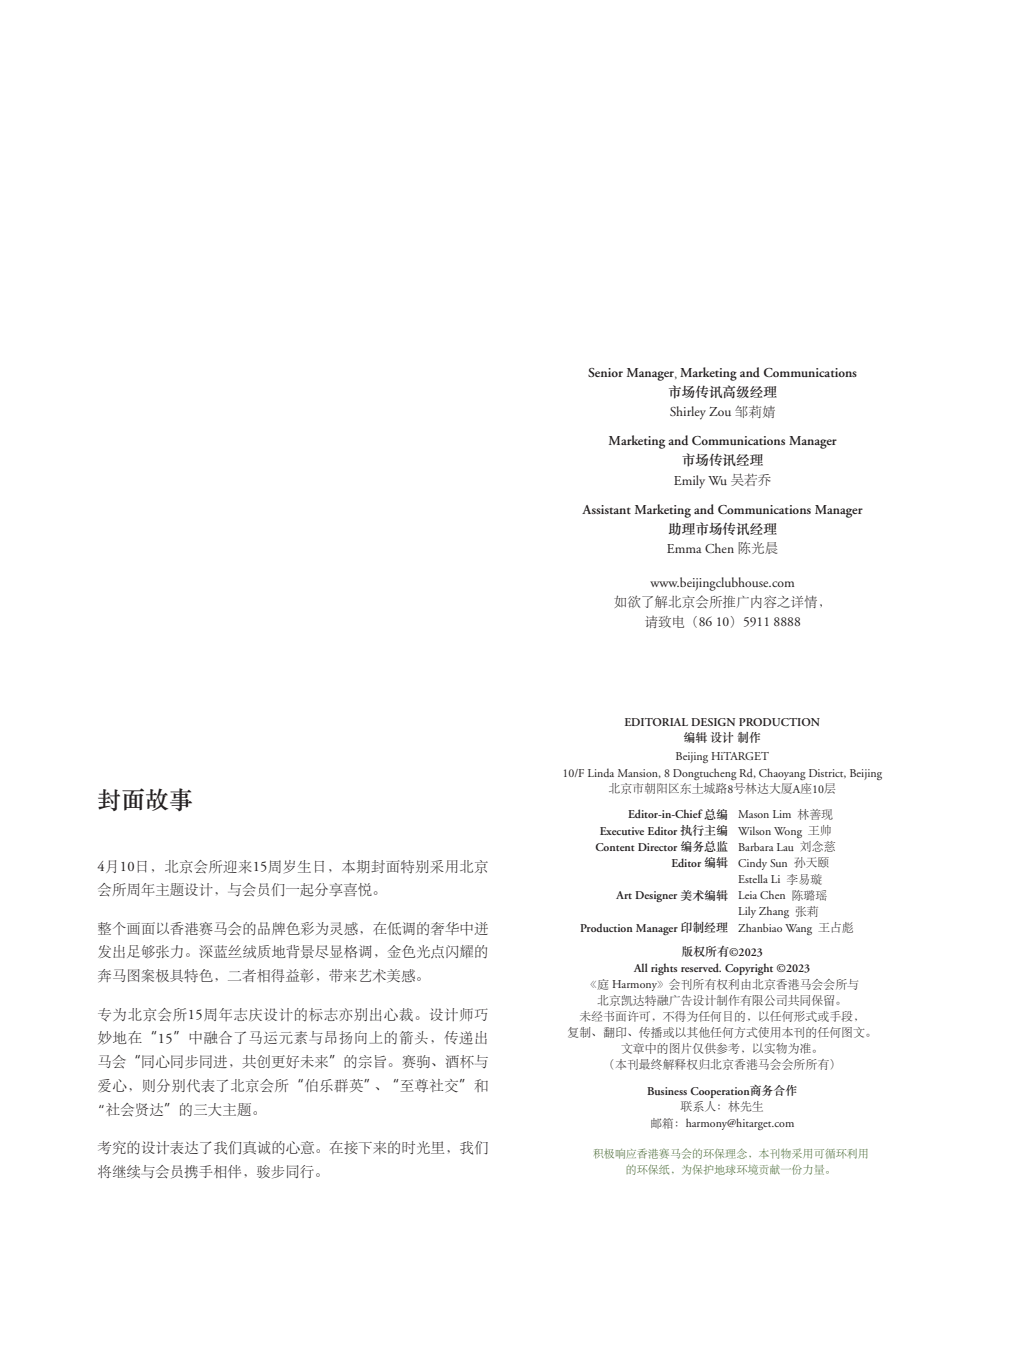 封面故事
4月10日，北京会所迎来15周岁生日，本期封面特别采用北京
会所周年主题设计，与会员们一起分享喜悦。
整个画面以香港赛马会的品牌色彩为灵感，在低调的奢华中迸
发出足够张力。深蓝丝绒质地背景尽显格调，金色光点闪耀的
奔马图案极具特色，二者相得益彰，带来艺术美感。
专为北京会所15周年志庆设计的标志亦别出心裁。设计师巧
妙地在“15”中融合了马运元素与昂扬向上的箭头，传递出
马会“同心同步同进，共创更好未来”的宗旨。赛驹、酒杯与
爱心，则分别代表了北京会所“伯乐群英”、“至尊社交”和
“社会贤达”的三大主题。
考究的设计表达了我们真诚的心意。在接下来的时光里，我们
将继续与会员携手相伴，骏步同行。
Senior Manager, Marketing and Communications
市场传讯高级经理
Shirley Zou 邹莉婧
Marketing and Communications Manager
市场传讯经理
Emily Wu 吴若乔
Assistant Marketing and Communications Manager
助理市场传讯经理
Emma Chen 陈光晨
www.beijingclubhouse.com
如欲了解北京会所推广内容之详情，
请致电（86 10）5911 8888
EDITORIAL DESIGN PRODUCTION
编辑 设计 制作
Beijing HiTARGET
10/F Linda Mansion, 8 Dongtucheng Rd, Chaoyang District, Beijing
北京市朝阳区东土城路8号林达大厦A座10层
Editor-in-Chief 总编 Mason Lim 林善现
Executive Editor 执行主编 Wilson Wong 王帅
Content Director 编务总监 Barbara Lau 刘念慈
Editor 编辑 Cindy Sun 孙天颐
Estella Li 李易璇
Art Designer 美术编辑 Leia Chen 陈璐瑶
Lily Zhang 张莉
Production Manager 印制经理 Zhanbiao Wang 王占彪
版权所有©2023
All rights reserved. Copyright ©2023
《庭 Harmony》会刊所有权利由北京香港马会会所与
北京凯达特融广告设计制作有限公司共同保留。
未经书面许可，不得为任何目的，以任何形式或手段，
复制、翻印、传播或以其他任何方式使用本刊的任何图文。
文章中的图片仅供参考，以实物为准。
（本刊最终解释权归北京香港马会会所所有）
Business Cooperation商务合作
联系人：林先生
邮箱：harmony@hitarget.com
积极响应香港赛马会的环保理念，本刊物采用可循环利用
的环保纸，为保护地球环境贡献一份力量。